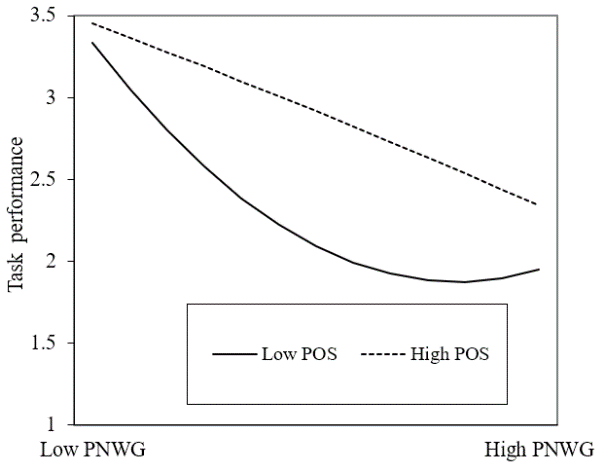 3.5
3
2.5
2
1.5
1
Task performance
Low POS
High POS
Low PNWG
High PNWG